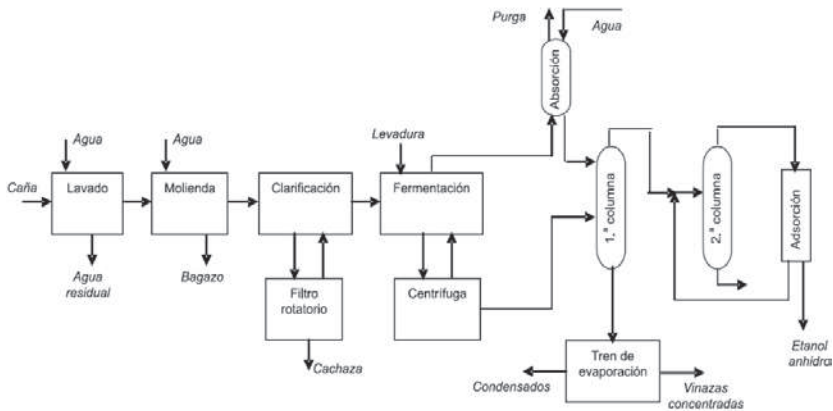 Purga
Agua
Absorción
Levadura
Agua
Agua
Caña
Lavado
Molienda
Clarificación
Fermentación
1.ª columna
2.ª columna
Adsorción
Agua
residual
Bagazo
Filtro
rotatorio
Centrífuga
Cachaza
Tren de
evaporación
Condensados
Vinazas
concentradas
Etanol
anhidro